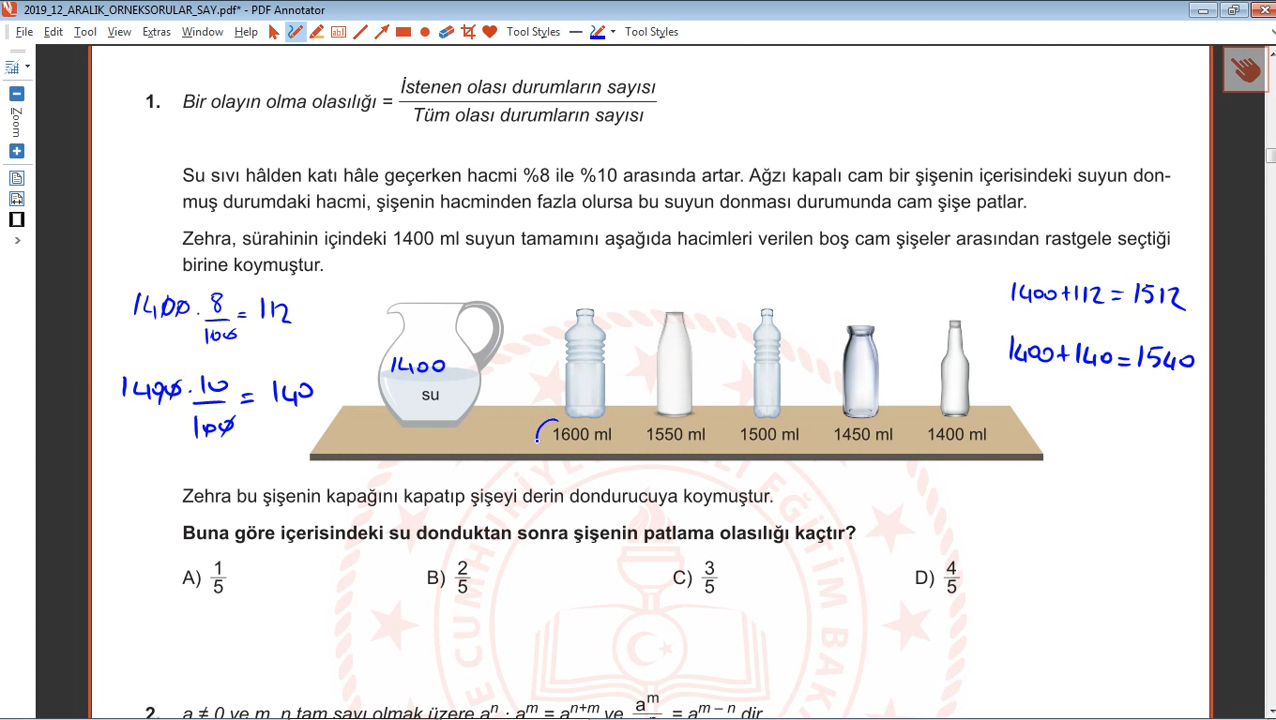 2019_12_ARALIK_ORNEKSORULAR_SAY.pdf* - PDF Annotator
File Edit Tool View Extras Window Help Tool Styles Tool Styles
Zoom
1. Bir olayın olma olasılığı = İstenen olası durumların sayısı
Tüm olası durumların sayısı
Su sıvı hâlden katı hâle geçerken hacmi %8 ile %10 arasında artar. Ağzı kapalı cam bir şişenin içerisindeki suyun don-
muş durumdaki hacmi, şişenin hacminden fazla olursa bu suyun donması durumunda cam şişe patlar.
Zehra, sürahinin içindeki 1400 ml suyun tamamını aşağıda hacimleri verilen boş cam şişeler arasından rastgele seçtiği
birine koymuştur.
1400 . 8/100 = 112
1400 . 10/100 = 140
1400+112 = 1512
1400+140=1540
1400
su
1600 ml 1550 ml 1500 ml 1450 ml 1400 ml
Zehra bu şişenin kapağını kapatıp şişeyi derin dondurucuya koymuştur.
Buna göre içerisindeki su donduktan sonra şişenin patlama olasılığı kaçtır?
A) 1/5 B) 2/5 C) 3/5 D) 4/5